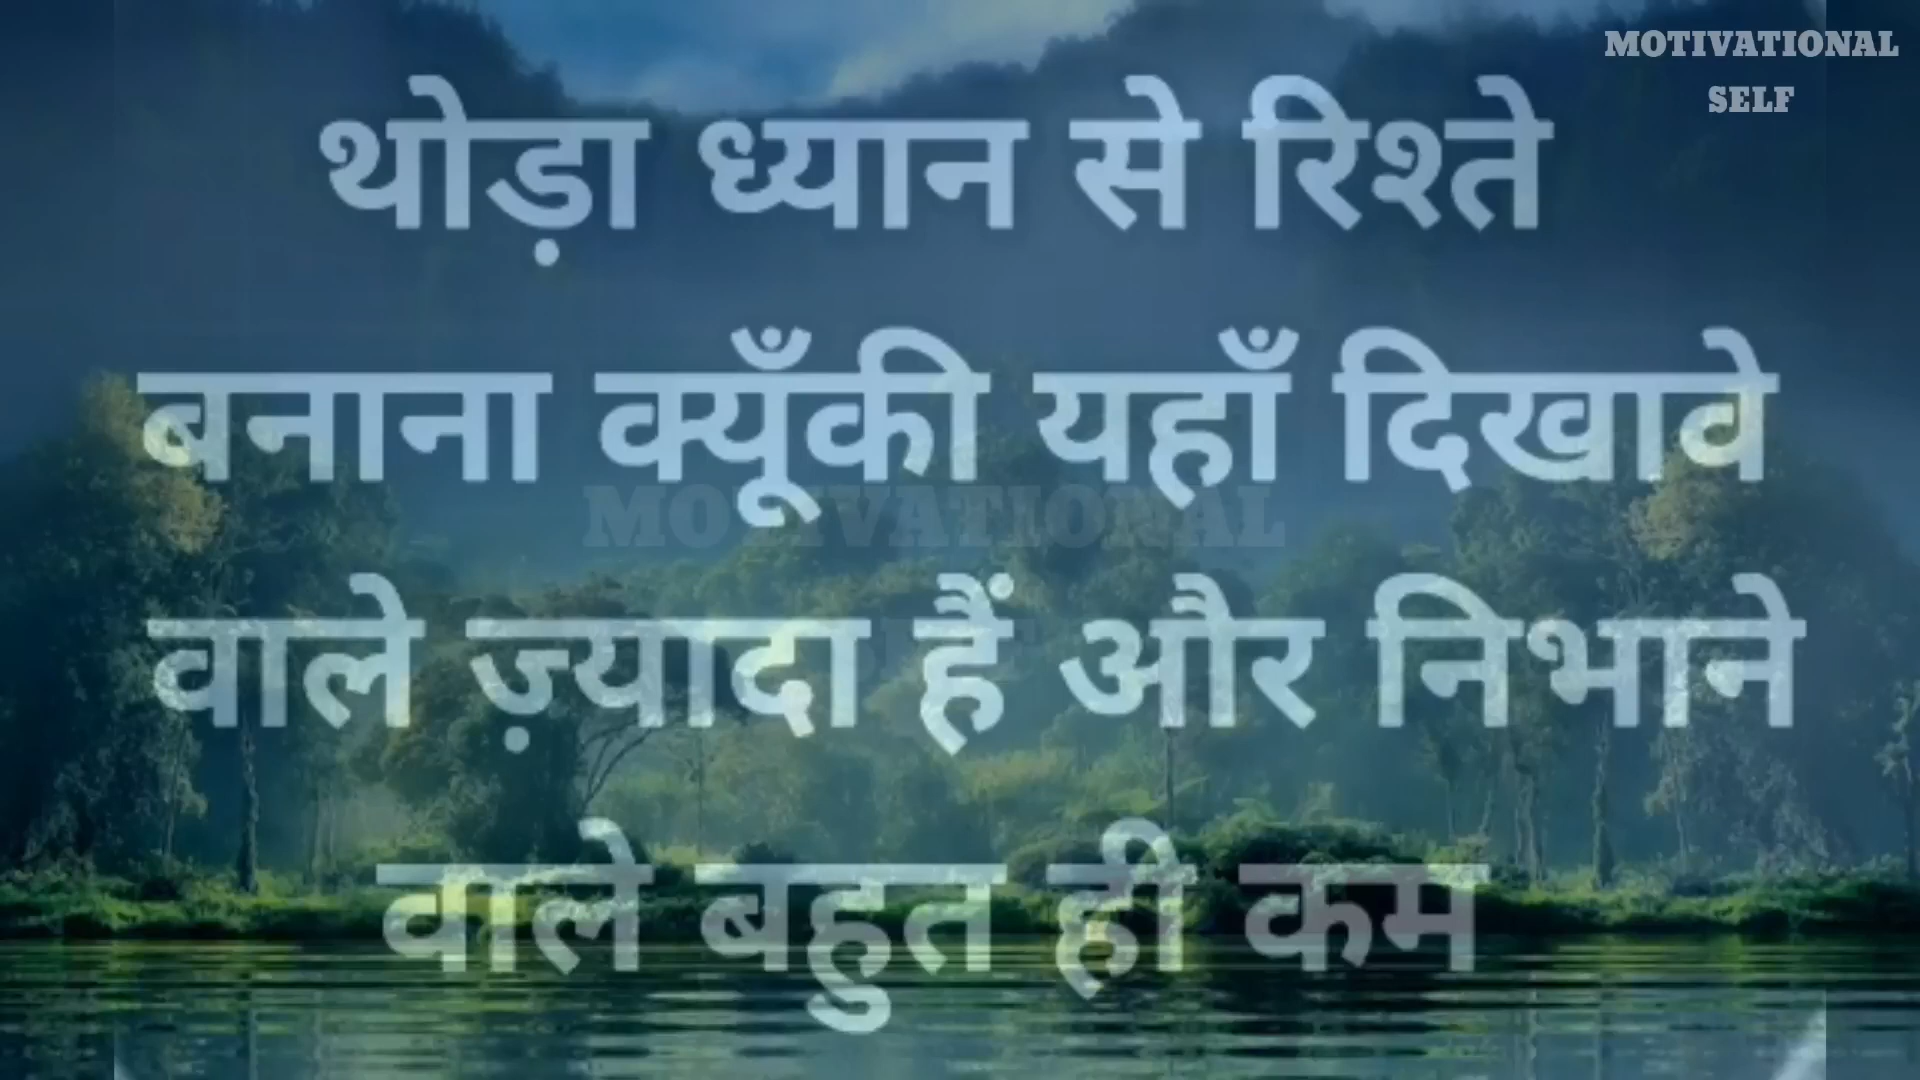 MOTIVATIONAL
SELF
थोड़ा ध्यान से रिश्ते
बनाना क्यूँकी यहाँ दिखावे
MOTIVATIONAL
वाले ज़्यादा हैं और निभाने
वाले बहुत ही कम